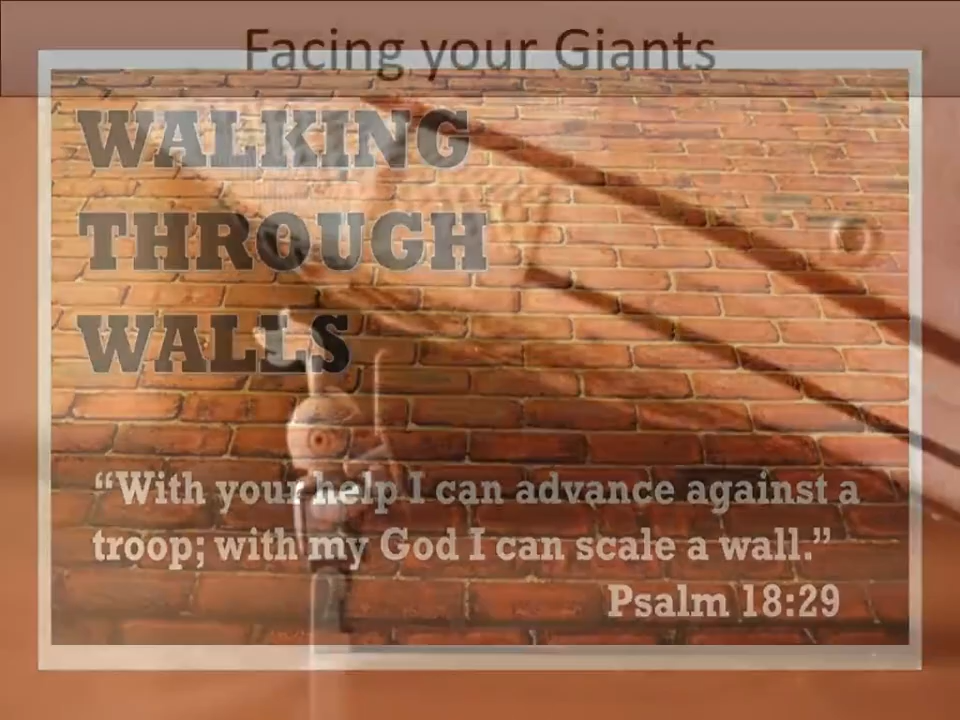 Facing your Giants
WALKING
THROUGH
WALLS
“With your help I can advance against a
troop; with my God I can scale a wall.”
Psalm 18:29